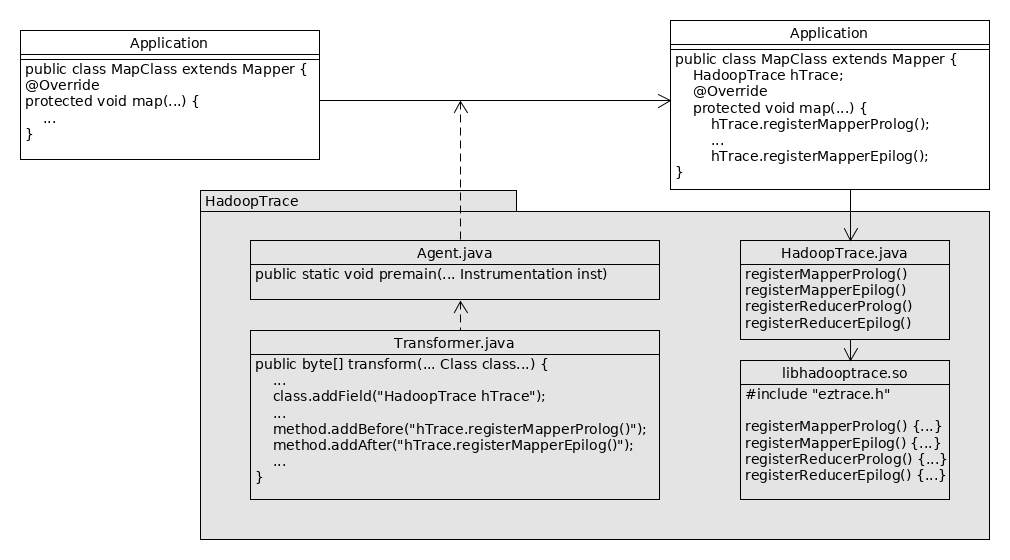 Application
public class MapClass extends Mapper {
@Override
protected void map(...) {
...
}
Application
public class MapClass extends Mapper {
HadoopTrace hTrace;
@Override
protected void map(...) {
hTrace.registerMapperProlog();
...
hTrace.registerMapperEpilog();
}
HadoopTrace
Agent.java
public static void premain(... Instrumentation inst)
Transformer.java
public byte[] transform(... Class class...) {
...
class.addField("HadoopTrace hTrace");
...
method.addBefore("hTrace.registerMapperProlog()");
method.addAfter("hTrace.registerMapperEpilog()");
...
}
HadoopTrace.java
registerMapperProlog()
registerMapperEpilog()
registerReducerProlog()
registerReducerEpilog()
libhadooptrace.so
#include "eztrace.h"
registerMapperProlog() {...}
registerMapperEpilog() {...}
registerReducerProlog() {...}
registerReducerEpilog() {...}